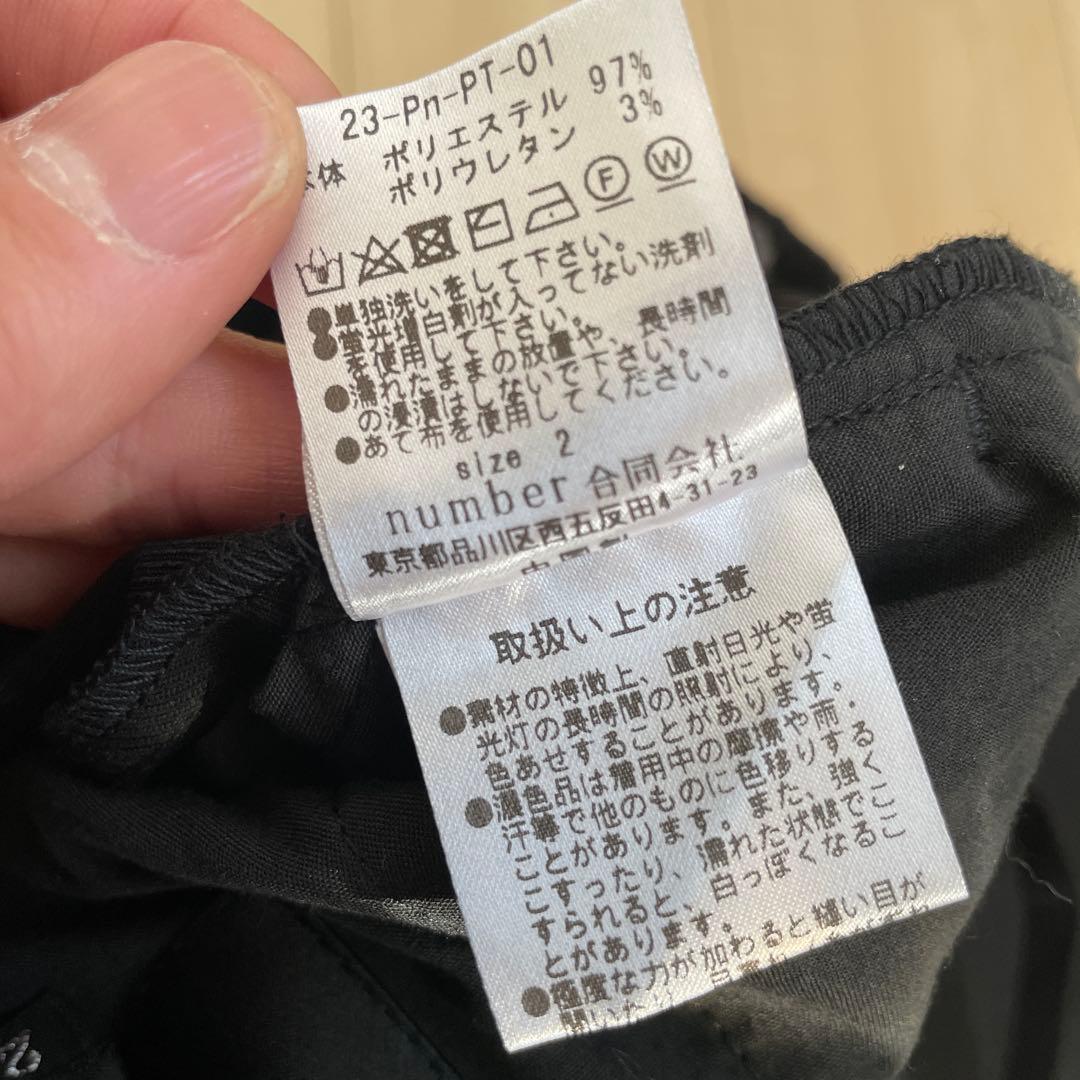 23-Pn-PT-01
本体 ポリエステル 97%
ポリウレタン 3%
F W
●単独洗いをして下さい。
●蛍光増白剤が入ってない洗剤
を使用して下さい。
●濡れたままの放置や、長時間
の浸漬はしないで下さい。
●あて布を使用してください。
size 2
number 合同会社
東京都品川区西五反田4-31-23
取扱い上の注意
●素材の特徴上、直射日光や蛍
光灯の長時間の照射により、
色あせすることがあります。
●濃色品は着用中の摩擦や雨・
汗等で他のものに色移りする
ことがあります。また、強くこ
すったり、濡れた状態でこ
すられると、白っぽくなるこ
とがあります。
●極度な力が加わると縫い目が
開いたり